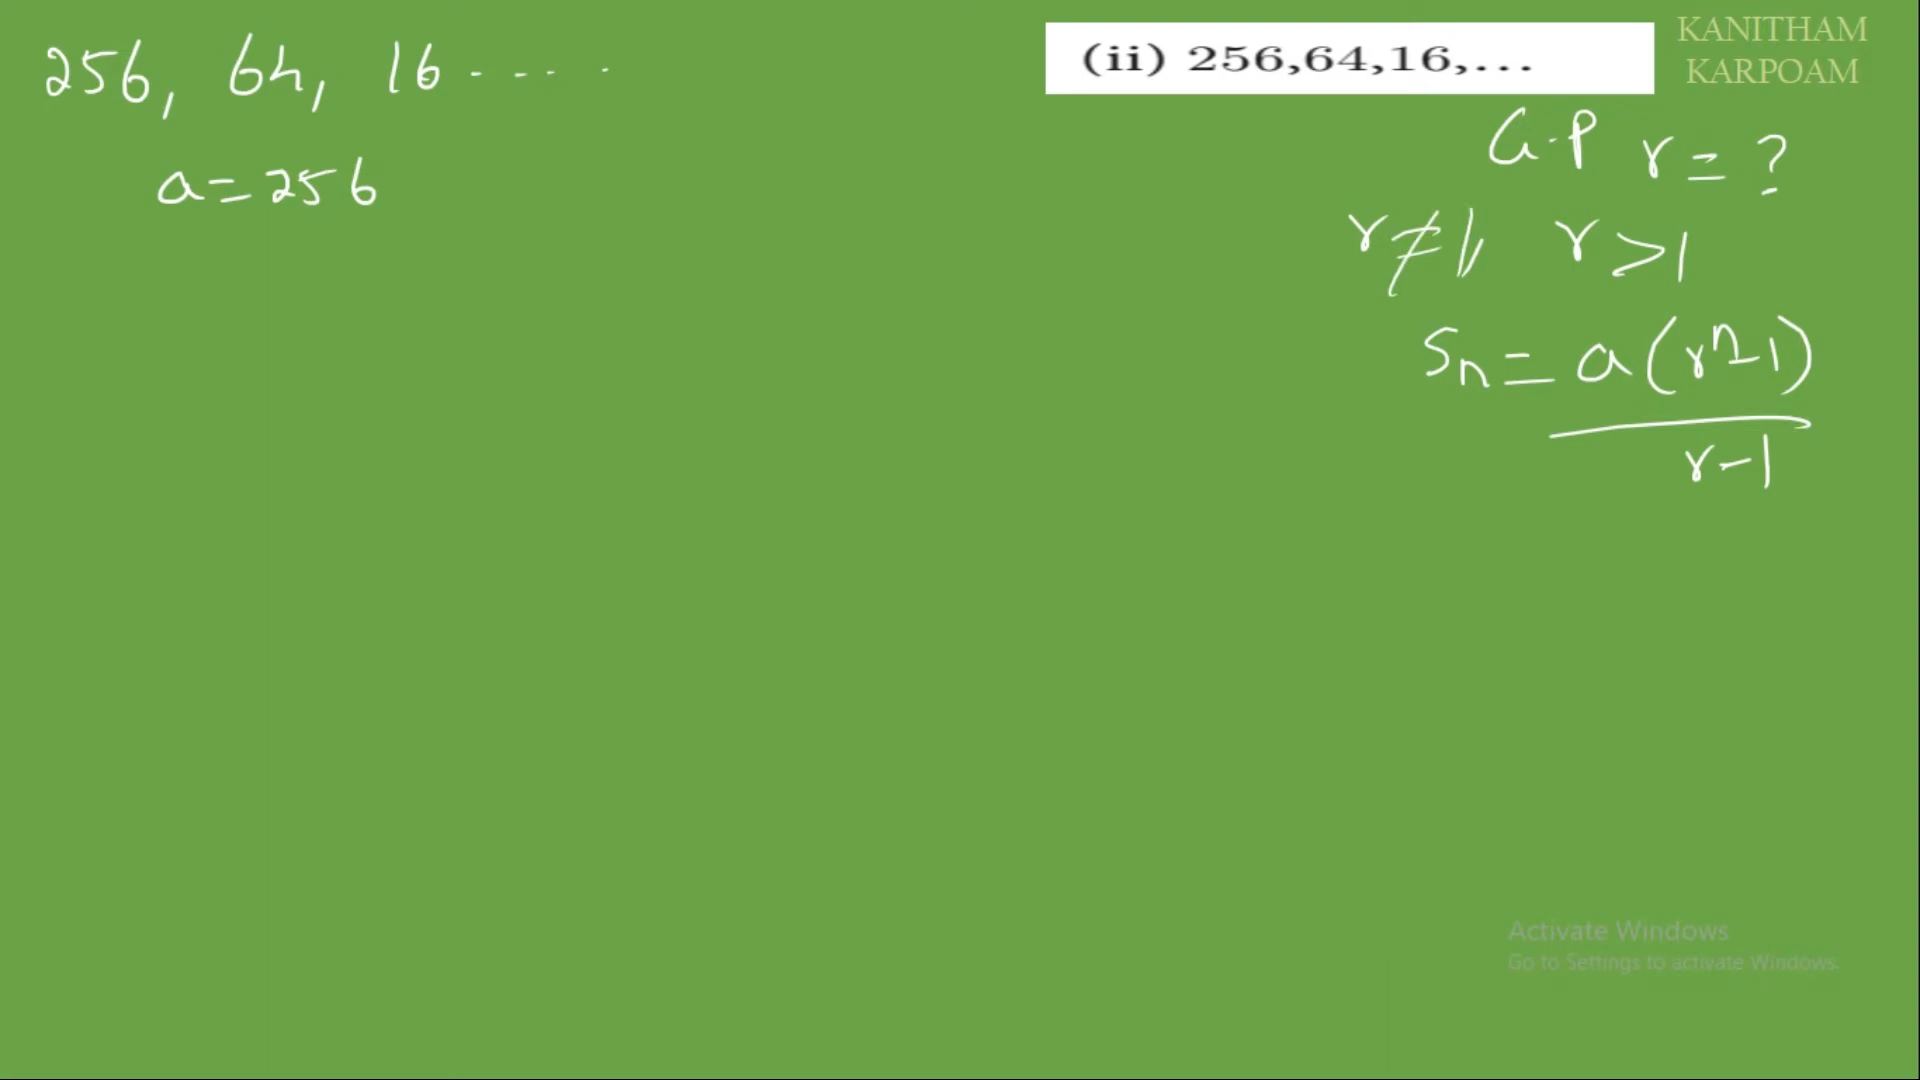 256, 64, 16 - - - - .
(ii) 256,64,16,...
KANITHAM
KARPOAM
a = 256
G.P r = ?
r ≠ 1, r > 1
Sn = a(rⁿ-1)
r-1
Activate Windows
Go to Settings to activate Windows.